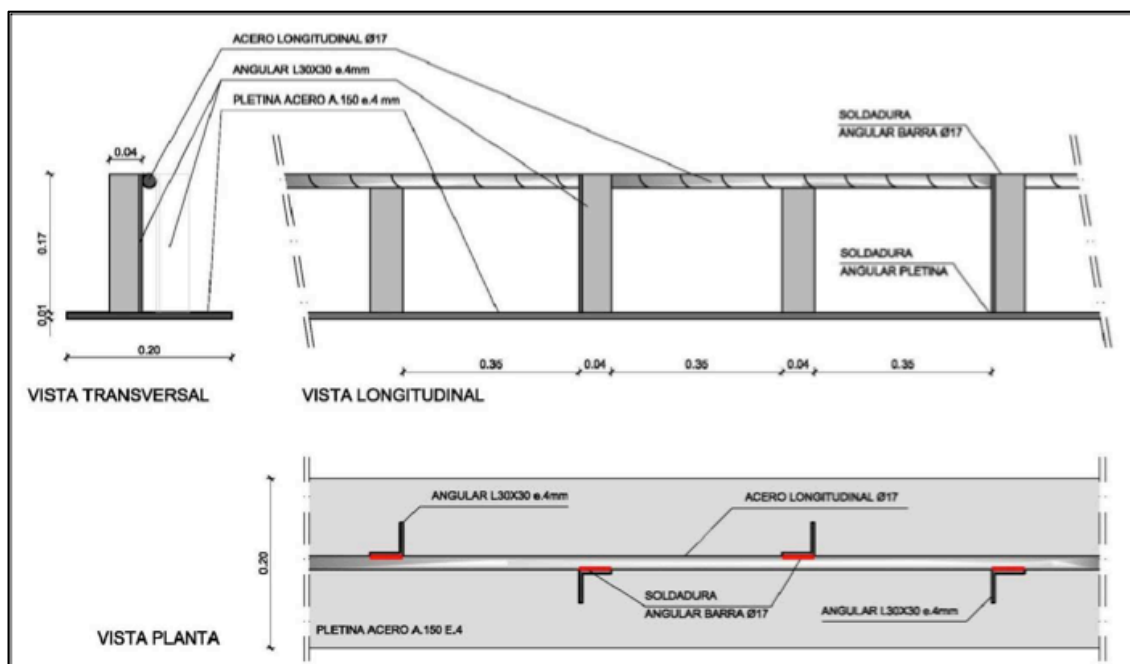 ACERO LONGITUDINAL Ø17
ANGULAR L30X30 e.4mm
PLETINA ACERO A.150 e.4 mm
SOLDADURA
ANGULAR BARRA Ø17
0.04
0.17
0.01
0.20
SOLDADURA
ANGULAR PLETINA
0.35
0.04
0.35
0.04
0.35
VISTA TRANSVERSAL
VISTA LONGITUDINAL
ANGULAR L30X30 e.4mm
ACERO LONGITUDINAL Ø17
0.20
SOLDADURA
ANGULAR BARRA Ø17
ANGULAR L30X30 e.4mm
PLETINA ACERO A.150 E.4
VISTA PLANTA